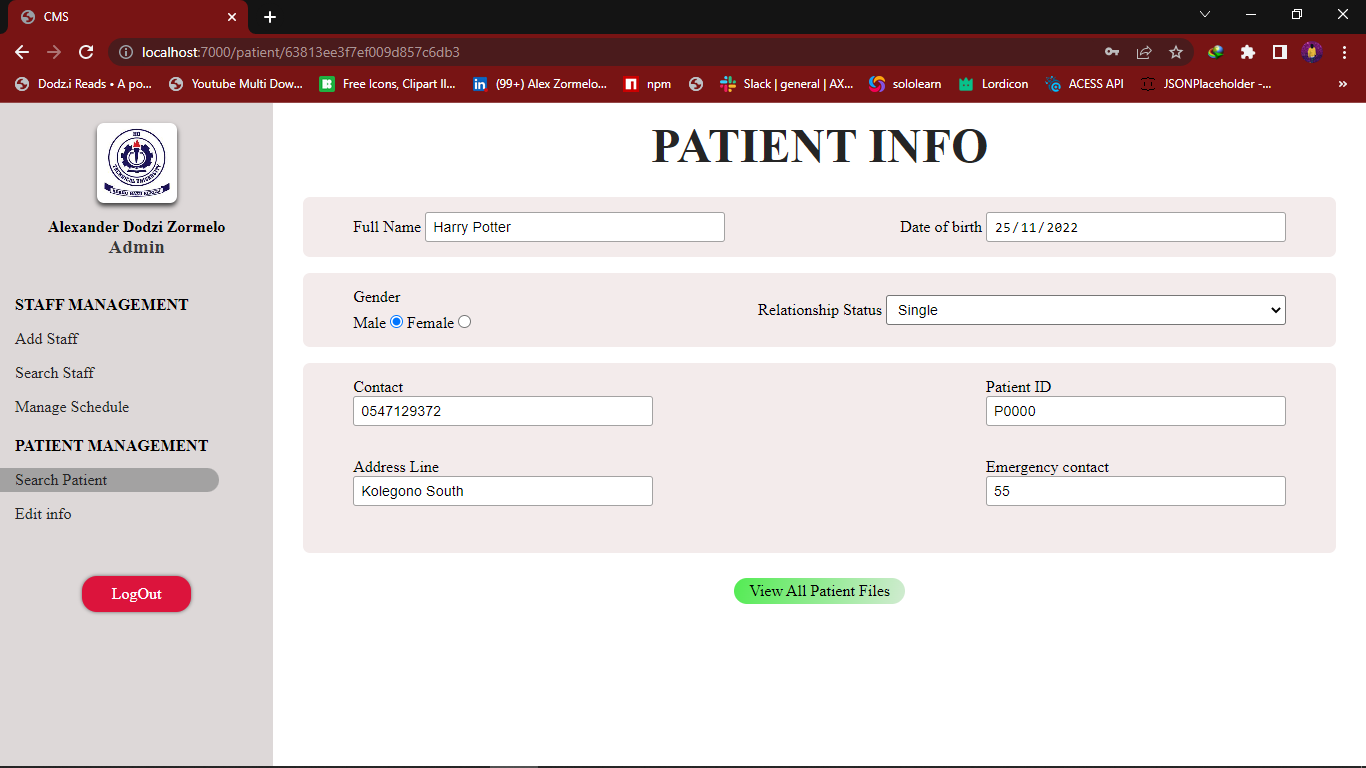 CMS
localhost:7000/patient/63813ee3f7ef009d857c6db3
Dodz.i Reads • A po... Youtube Multi Dow... Free Icons, Clipart Il... (99+) Alex Zormelo... npm Slack | general | AX... sololearn Lordicon ACESS API JSONPlaceholder -... »
HO
TECHNICAL UNIVERSITY
Alexander Dodzi Zormelo
Admin
STAFF MANAGEMENT
Add Staff
Search Staff
Manage Schedule
PATIENT MANAGEMENT
Search Patient
Edit info
LogOut
PATIENT INFO
Full Name Harry Potter Date of birth 25/11/2022
Gender
Male Female
Relationship Status Single
Contact
0547129372
Patient ID
P0000
Address Line
Kolegono South
Emergency contact
55
View All Patient Files